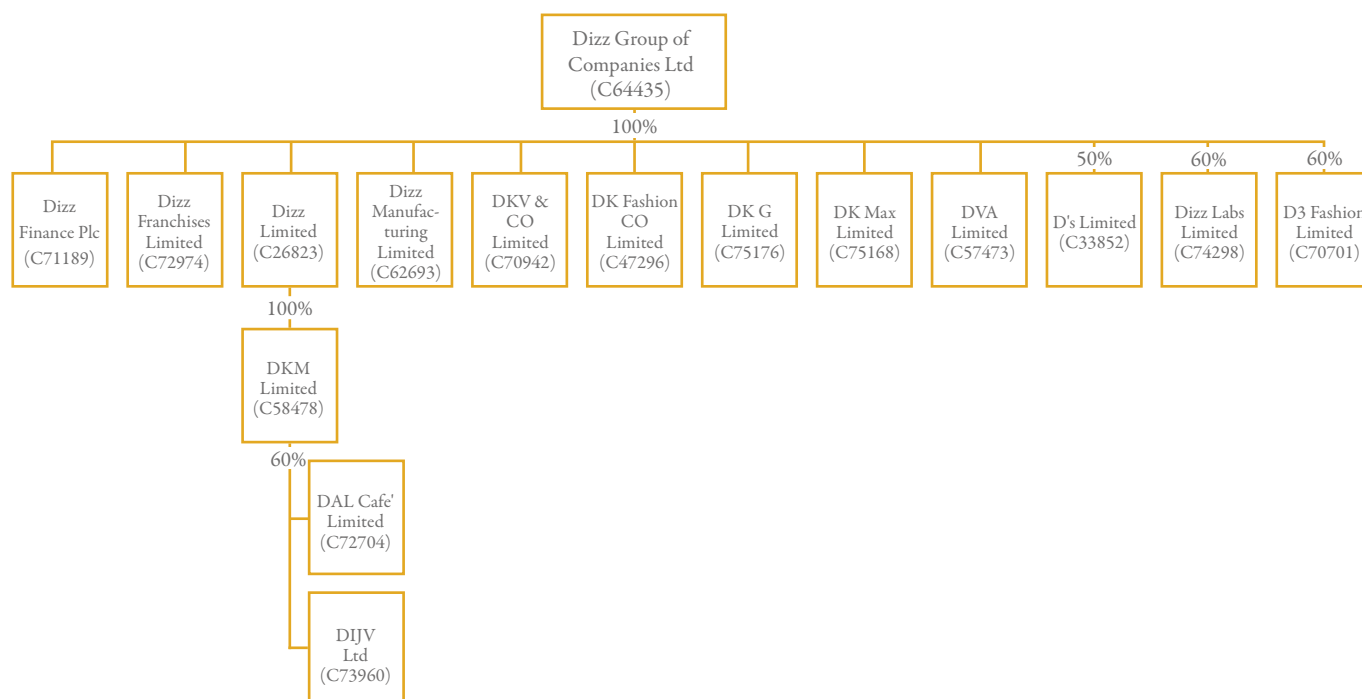 Dizz Group of
Companies Ltd
(C64435)
100%
50%
60%
60%
Dizz
Finance Plc
(C71189)
Dizz
Franchises
Limited
(C72974)
Dizz
Limited
(C26823)
Dizz
Manufac-
turing
Limited
(C62693)
DKV &
CO
Limited
(C70942)
DK Fashion
CO
Limited
(C47296)
DK G
Limited
(C75176)
DK Max
Limited
(C75168)
DVA
Limited
(C57473)
D's Limited
(C33852)
Dizz Labs
Limited
(C74298)
D3 Fashion
Limited
(C70701)
100%
DKM
Limited
(C58478)
60%
DAL Cafe'
Limited
(C72704)
DIJV
Ltd
(C73960)